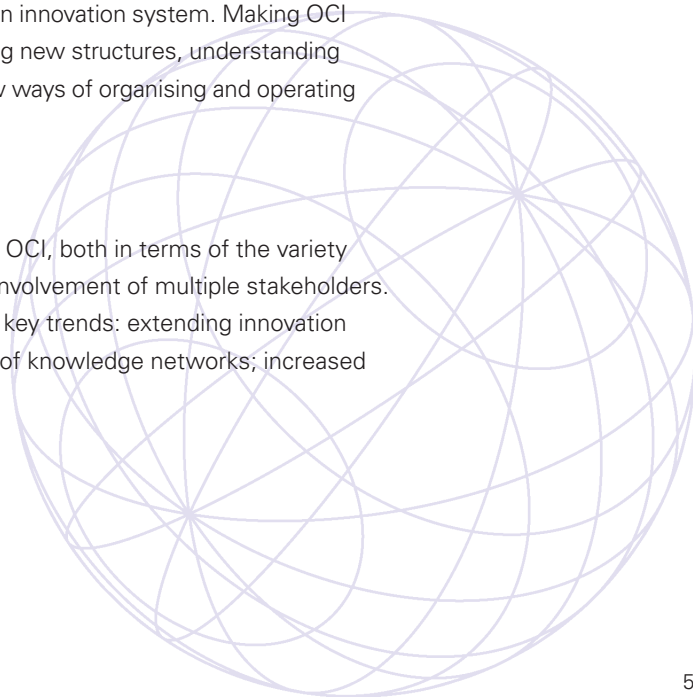 n innovation system. Making OCI
g new structures, understanding
w ways of organising and operating
OCI, both in terms of the variety
nvolvement of multiple stakeholders.
key trends: extending innovation
of knowledge networks; increased
5